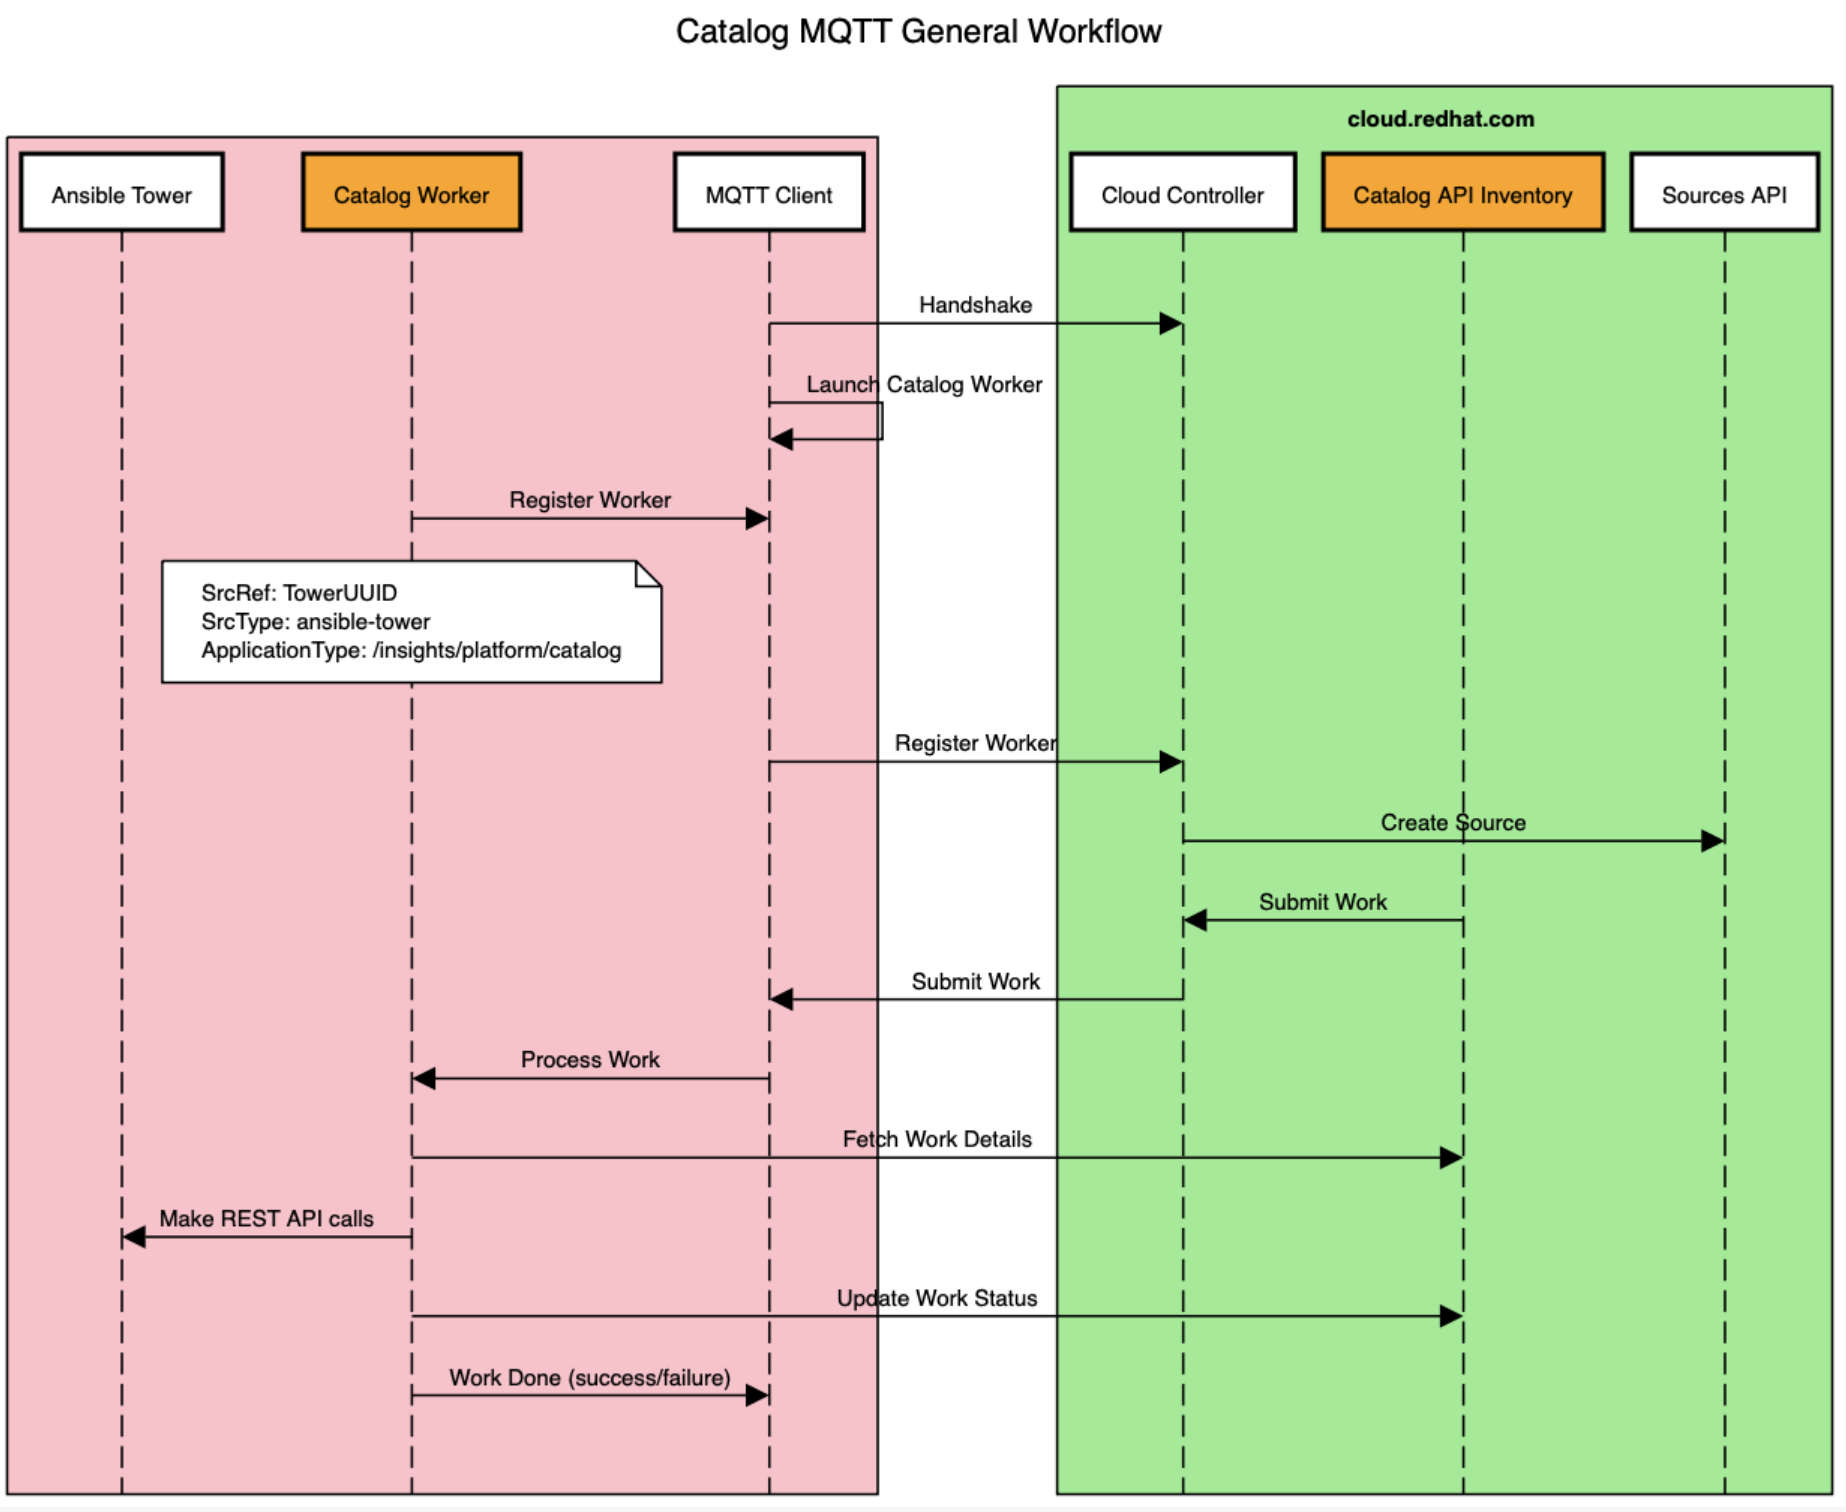 Catalog MQTT General Workflow
cloud.redhat.com
Ansible Tower
Catalog Worker
MQTT Client
Cloud Controller
Catalog API Inventory
Sources API
Handshake
Launch Catalog Worker
Register Worker
SrcRef: TowerUUID
SrcType: ansible-tower
ApplicationType: /insights/platform/catalog
Register Worker
Create Source
Submit Work
Submit Work
Process Work
Fetch Work Details
Make REST API calls
Update Work Status
Work Done (success/failure)